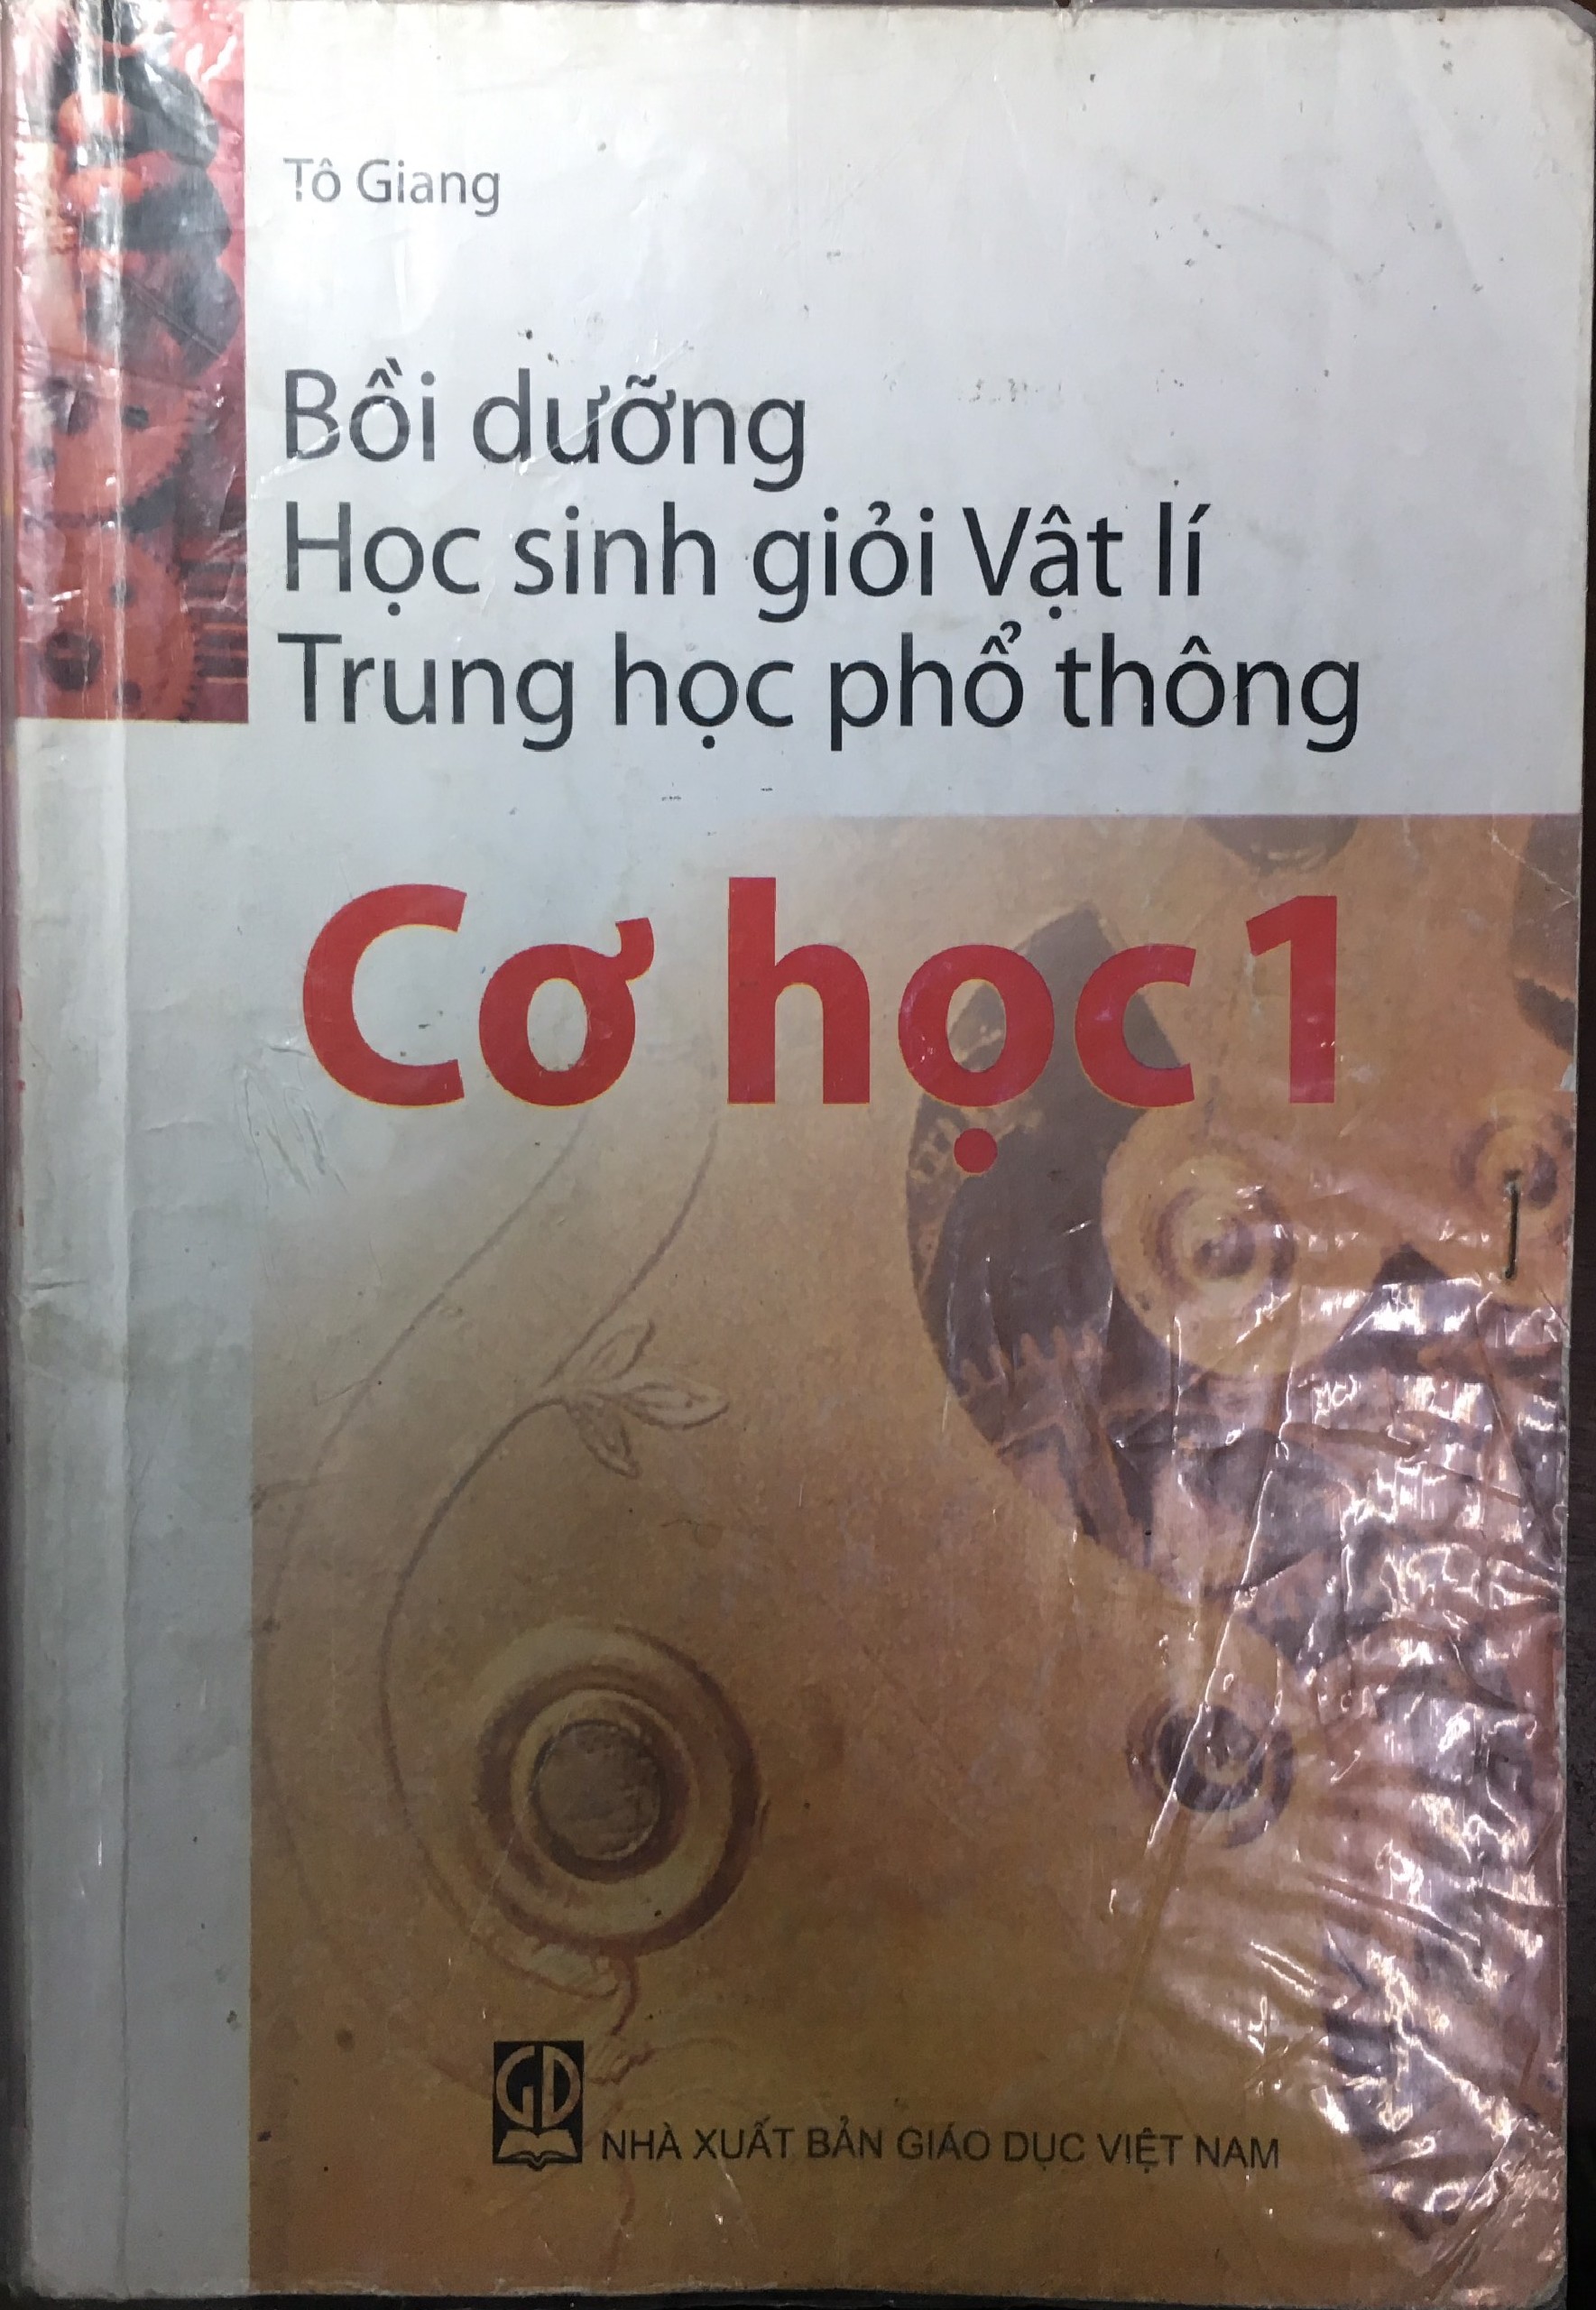 Tô Giang
Bồi dưỡng
Học sinh giỏi Vật lí
Trung học phổ thông
Cơ học 1
GD
NHÀ XUẤT BẢN GIÁO DỤC VIỆT NAM